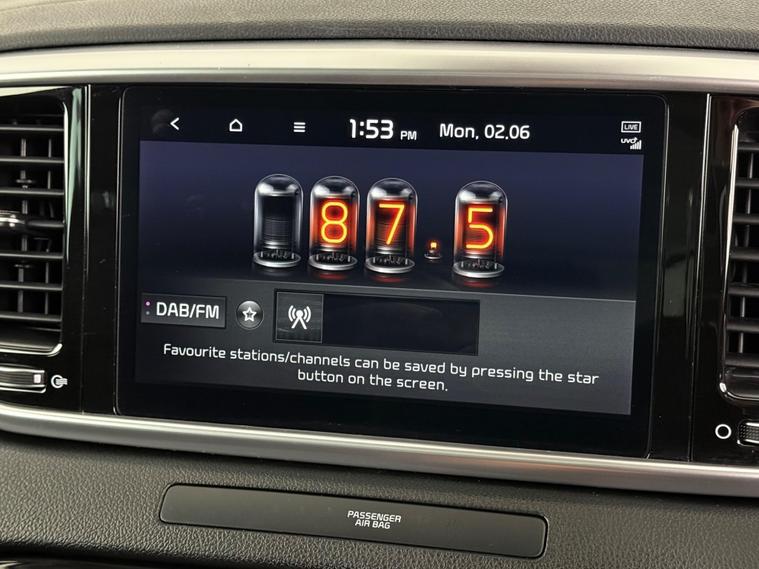 1:53 PM Mon, 02.06
LIVE
UVO
87.5
DAB/FM
Favourite stations/channels can be saved by pressing the star
button on the screen.
PASSENGER
AIR BAG